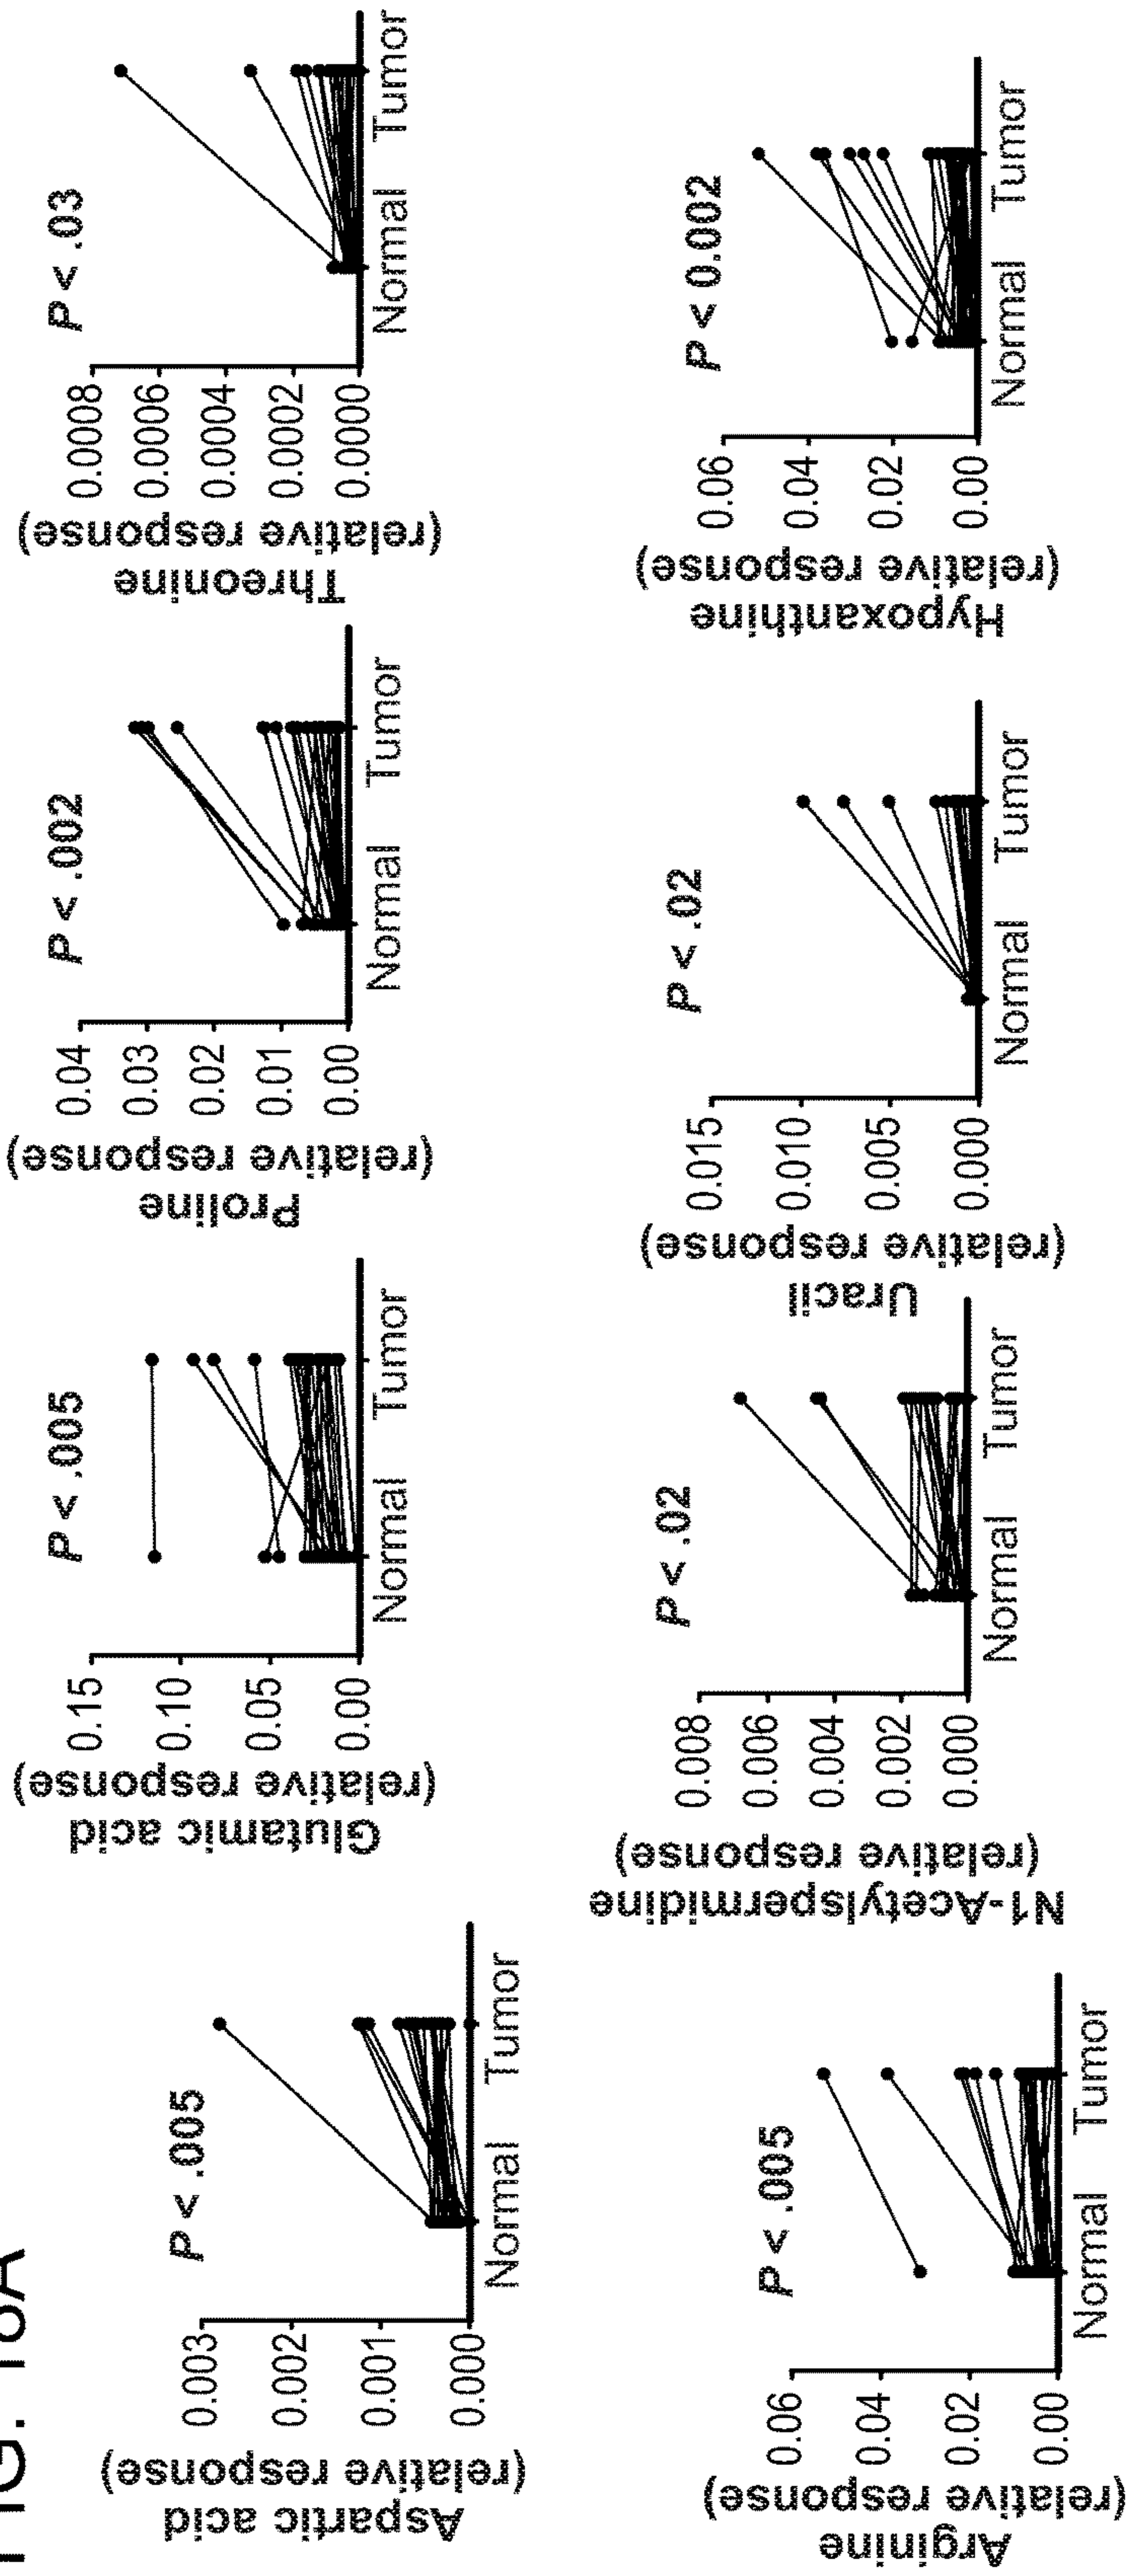 FIG.
Aspartic acid
(relative response)
0.003
0.002
0.001
0.000
P < .005
Normal Tumor
Glutamic acid
(relative response)
0.15
0.10
0.05
0.00
P < .005
Normal Tumor
Proline
(relative response)
0.04
0.03
0.02
0.01
0.00
P < .002
Normal Tumor
Threonine
(relative response)
0.0008
0.0006
0.0004
0.0002
0.0000
P < .03
Normal Tumor
Arginine
(relative response)
0.06
0.04
0.02
0.00
P < .005
Normal Tumor
N1-Acetylspermidine
(relative response)
0.008
0.006
0.004
0.002
0.000
P < .02
Normal Tumor
Uracil
(relative response)
0.015
0.010
0.005
0.000
P < .02
Normal Tumor
Hypoxanthine
(relative response)
0.06
0.04
0.02
0.00
P < 0.002
Normal Tumor